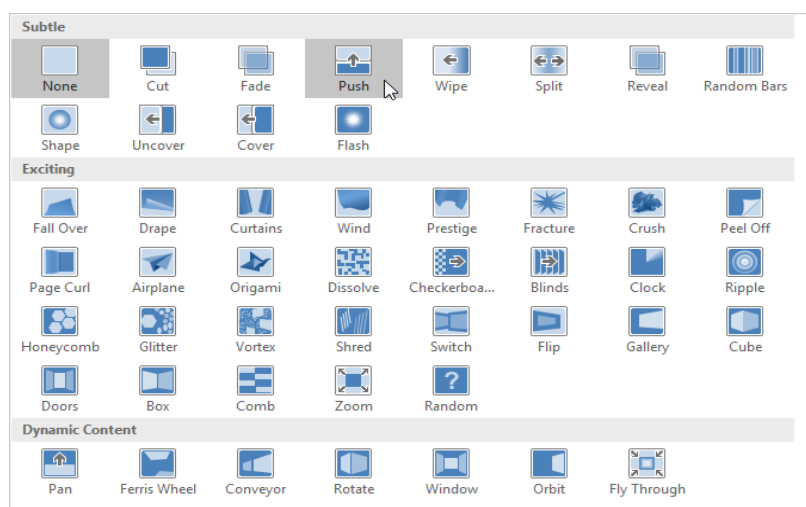 Subtle
None Cut Fade Push Wipe Split Reveal Random Bars
Shape Uncover Cover Flash
Exciting
Fall Over Drape Curtains Wind Prestige Fracture Crush Peel Off
Page Curl Airplane Origami Dissolve Checkerboa... Blinds Clock Ripple
Honeycomb Glitter Vortex Shred Switch Flip Gallery Cube
?
Doors Box Comb Zoom Random
Dynamic Content
Pan Ferris Wheel Conveyor Rotate Window Orbit Fly Through